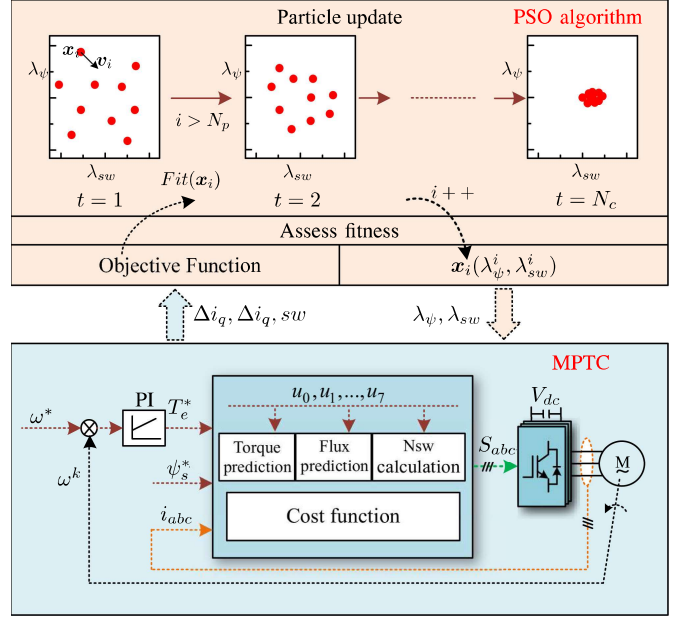 Particle update
PSO algorithm
x_i
v_i
λ_ψ
λ_ψ
λ_ψ
i > N_p
λ_sw
λ_sw
λ_sw
t = 1
Fit(x_i)
t = 2
i + +
t = N_c
Assess fitness
Objective Function
x_i(λ_ψ^i, λ_sw^i)
Δi_q, Δi_q, sw
λ_ψ, λ_sw
MPTC
ω*
PI
T_e*
u_0, u_1, ..., u_7
V_dc
Torque prediction
Flux prediction
Nsw calculation
S_abc
M
~
ω^k
ψ_s*
i_abc
Cost function